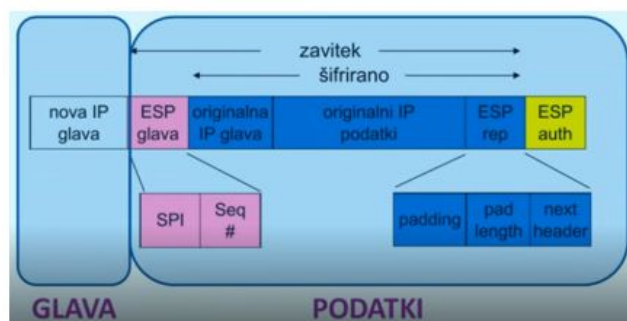 zavitek
šifrirano
nova IP
glava
ESP
glava
originalna
IP glava
originalni IP
podatki
ESP
rep
ESP
auth
SPI
Seq
#
padding
pad
length
next
header
GLAVA
PODATKI